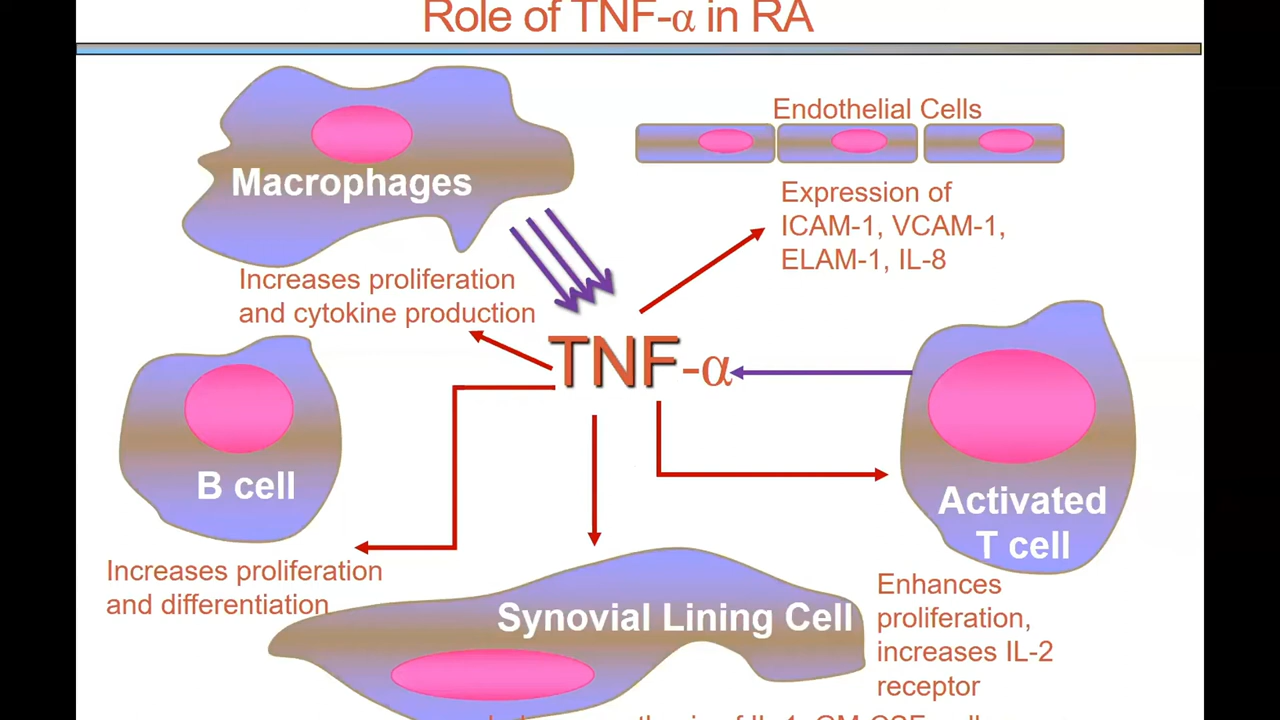 Role of TNF-α in RA
Endothelial Cells
Macrophages
Expression of
ICAM-1, VCAM-1,
ELAM-1, IL-8
Increases proliferation
and cytokine production
TNF-α
B cell
Activated
T cell
Increases proliferation
and differentiation
Synovial Lining Cell
Enhances
proliferation,
increases IL-2
receptor